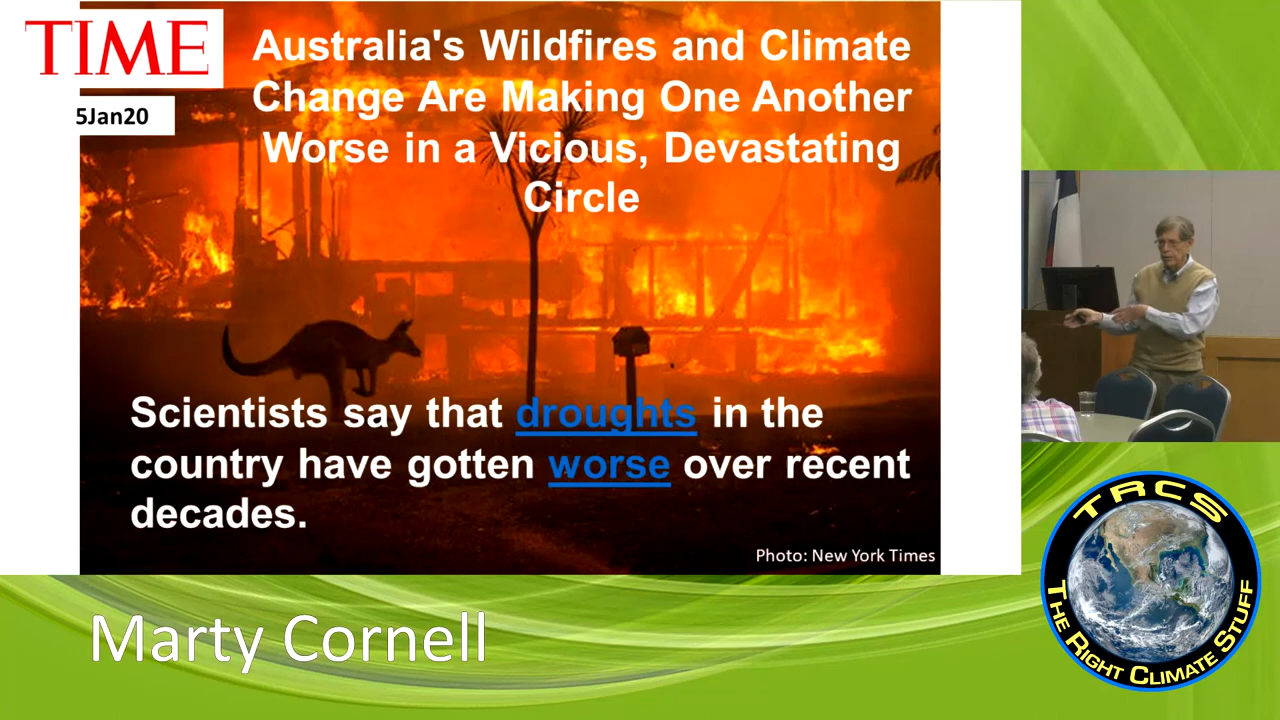 TIME
5Jan20
Australia's Wildfires and Climate
Change Are Making One Another
Worse in a Vicious, Devastating
Circle
Scientists say that droughts in the
country have gotten worse over recent
decades.
Photo: New York Times
Marty Cornell
TRCS
THE RIGHT CLIMATE STUFF